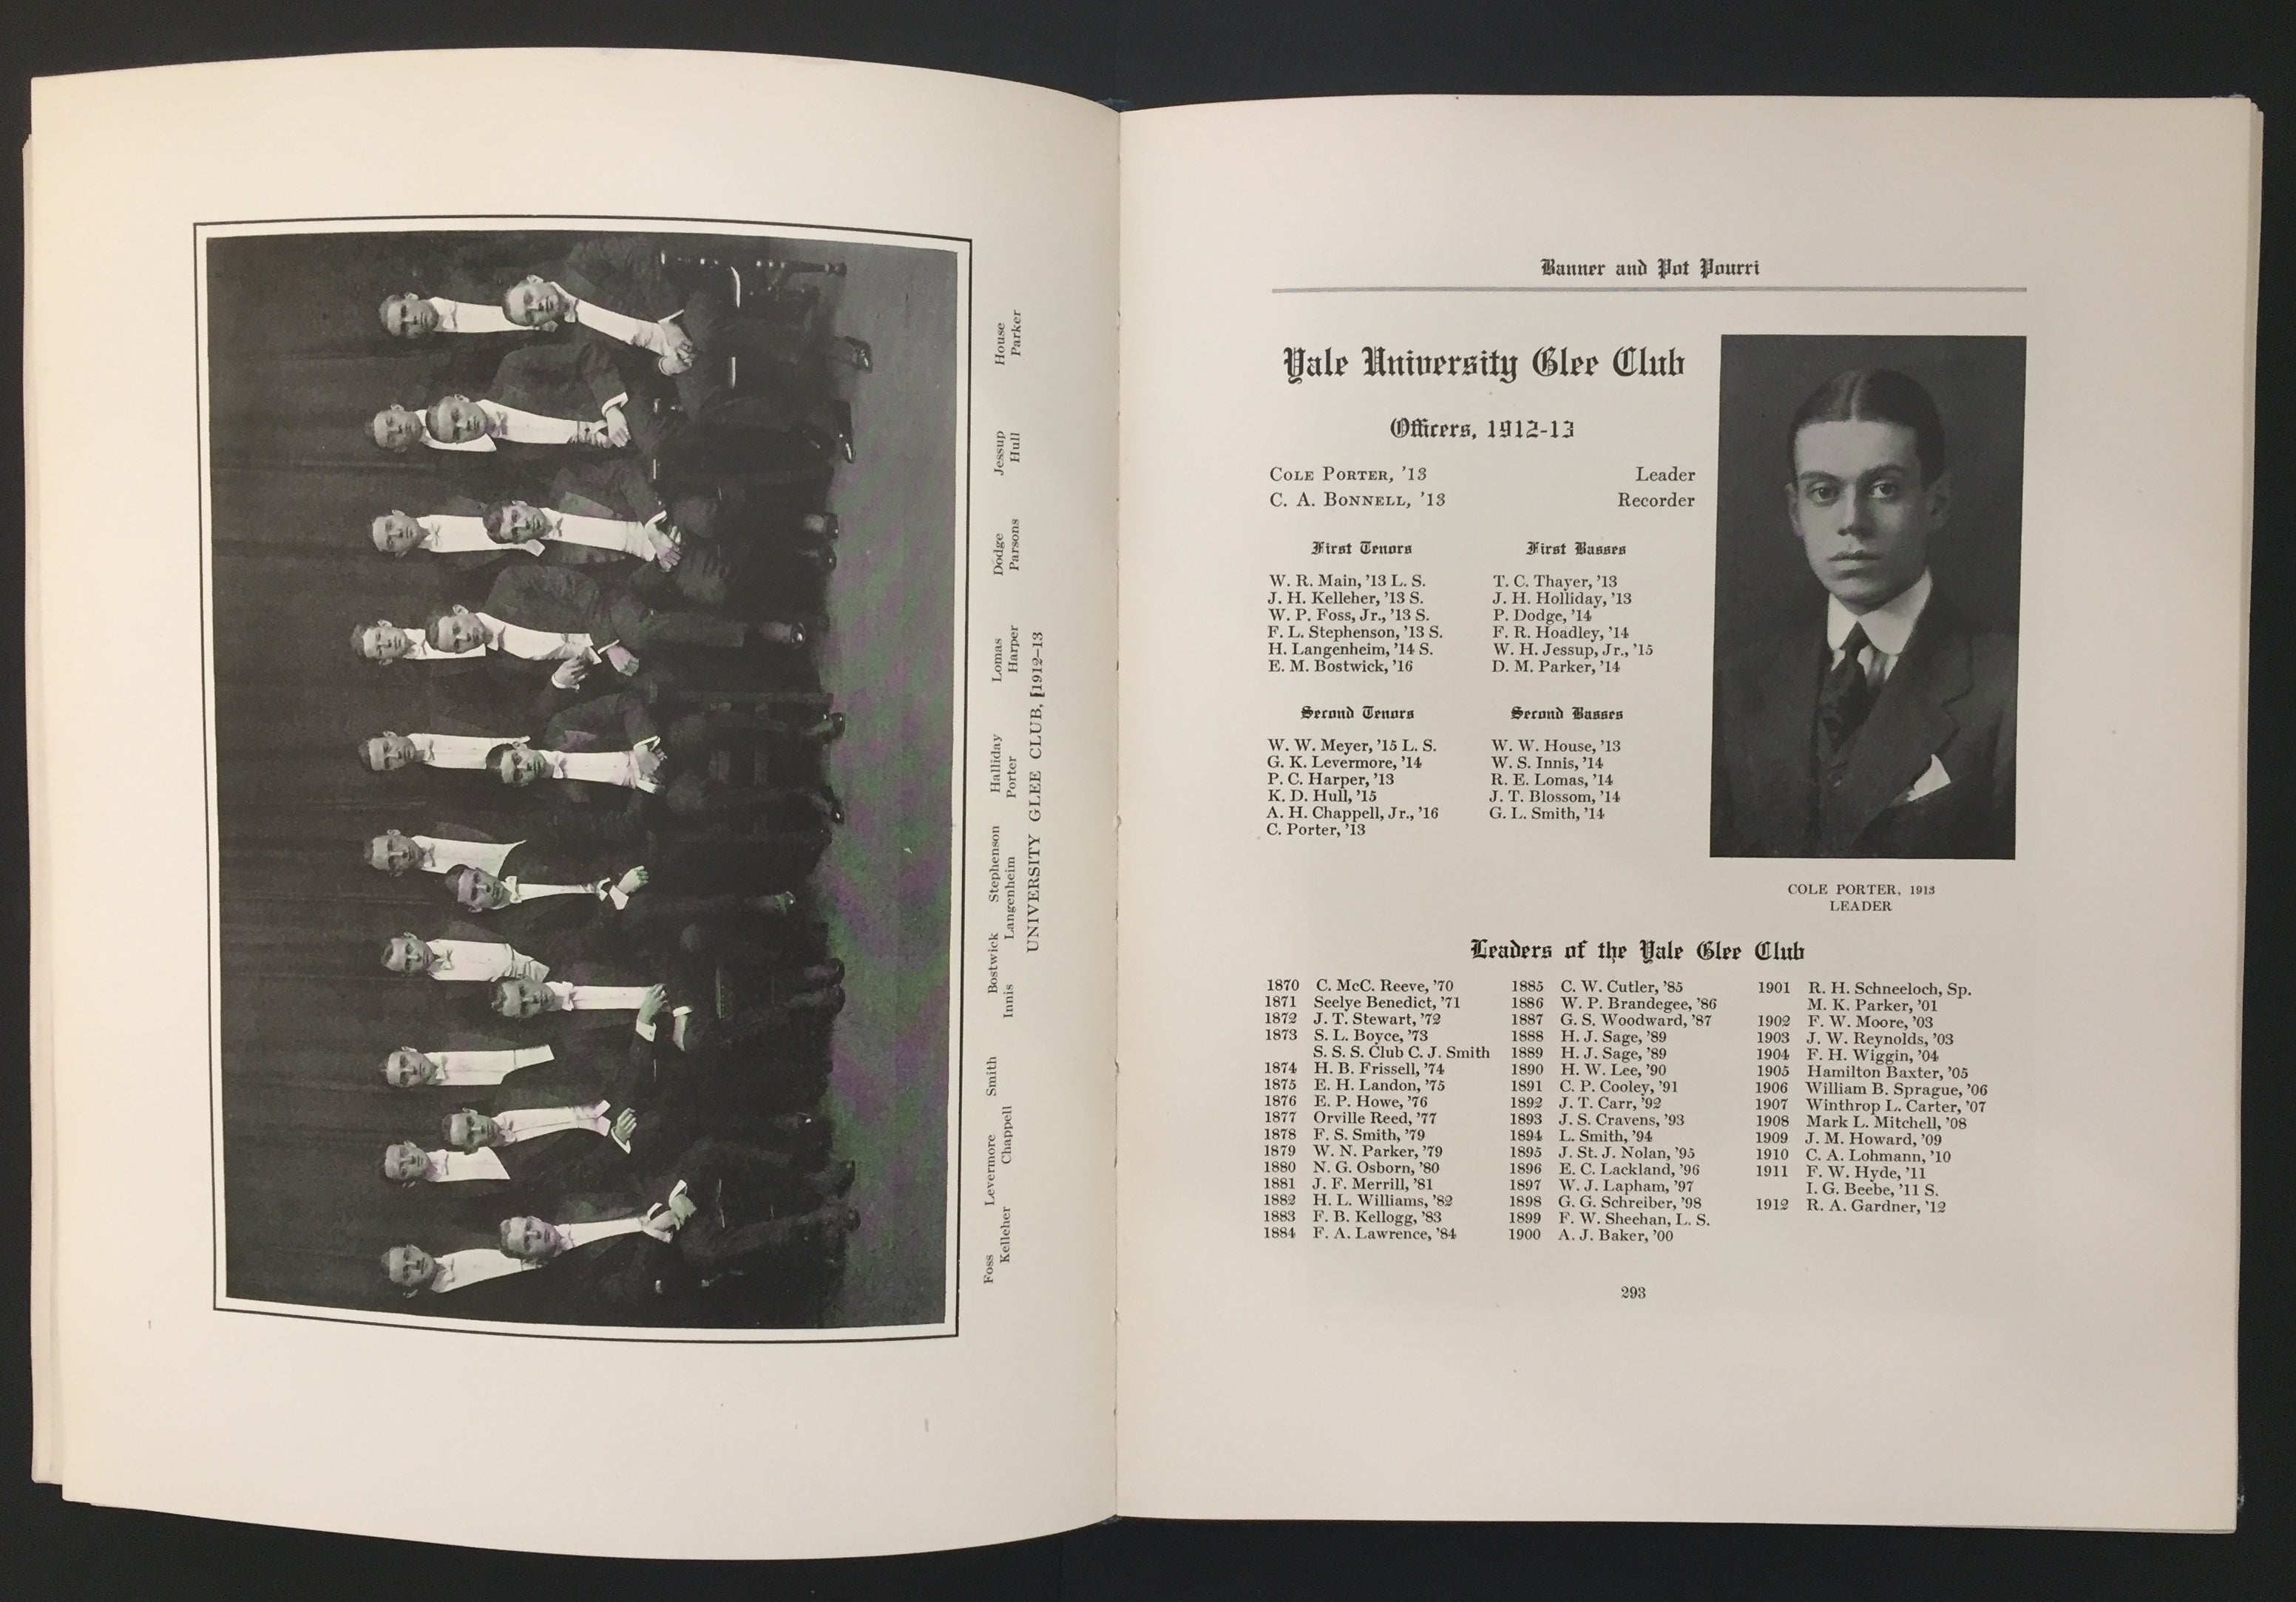 Foss Levermore Smith Bostwick Stephenson Halliday Lomas Dodge Jessup House
Kelleher Chappell Innis Langenheim Porter Harper Parsons Hull Parker
UNIVERSITY GLEE CLUB, [1912–13
Banner and Pot Pourri
Yale University Glee Club
Officers, 1912-13
COLE PORTER, '13 Leader
C. A. BONNELL, '13 Recorder
First Tenors
W. R. Main, '13 L. S.
J. H. Kelleher, '13 S.
W. P. Foss, Jr., '13 S.
F. L. Stephenson, '13 S.
H. Langenheim, '14 S.
E. M. Bostwick, '16
First Basses
T. C. Thayer, '13
J. H. Holliday, '13
P. Dodge, '14
F. R. Hoadley, '14
W. H. Jessup, Jr., '15
D. M. Parker, '14
Second Tenors
W. W. Meyer, '15 L. S.
G. K. Levermore, '14
P. C. Harper, '13
K. D. Hull, '15
A. H. Chappell, Jr., '16
C. Porter, '13
Second Basses
W. W. House, '13
W. S. Innis, '14
R. E. Lomas, '14
J. T. Blossom, '14
G. L. Smith, '14
COLE PORTER, 1913
LEADER
Leaders of the Yale Glee Club
1870 C. McC. Reeve, '70
1871 Seelye Benedict, '71
1872 J. T. Stewart, '72
1873 S. L. Boyce, '73
S. S. S. Club C. J. Smith
1874 H. B. Frissell, '74
1875 E. H. Landon, '75
1876 E. P. Howe, '76
1877 Orville Reed, '77
1878 F. S. Smith, '79
1879 W. N. Parker, '79
1880 N. G. Osborn, '80
1881 J. F. Merrill, '81
1882 H. L. Williams, '82
1883 F. B. Kellogg, '83
1884 F. A. Lawrence, '84
1885 C. W. Cutler, '85
1886 W. P. Brandegee, '86
1887 G. S. Woodward, '87
1888 H. J. Sage, '89
1889 H. J. Sage, '89
1890 H. W. Lee, '90
1891 C. P. Cooley, '91
1892 J. T. Carr, '92
1893 J. S. Cravens, '93
1894 L. Smith, '94
1895 J. St. J. Nolan, '95
1896 E. C. Lackland, '96
1897 W. J. Lapham, '97
1898 G. G. Schreiber, '98
1899 F. W. Sheehan, L. S.
1900 A. J. Baker, '00
1901 R. H. Schneeloch, Sp.
M. K. Parker, '01
1902 F. W. Moore, '03
1903 J. W. Reynolds, '03
1904 F. H. Wiggin, '04
1905 Hamilton Baxter, '05
1906 William B. Sprague, '06
1907 Winthrop L. Carter, '07
1908 Mark L. Mitchell, '08
1909 J. M. Howard, '09
1910 C. A. Lohmann, '10
1911 F. W. Hyde, '11
I. G. Beebe, '11 S.
1912 R. A. Gardner, '12
293